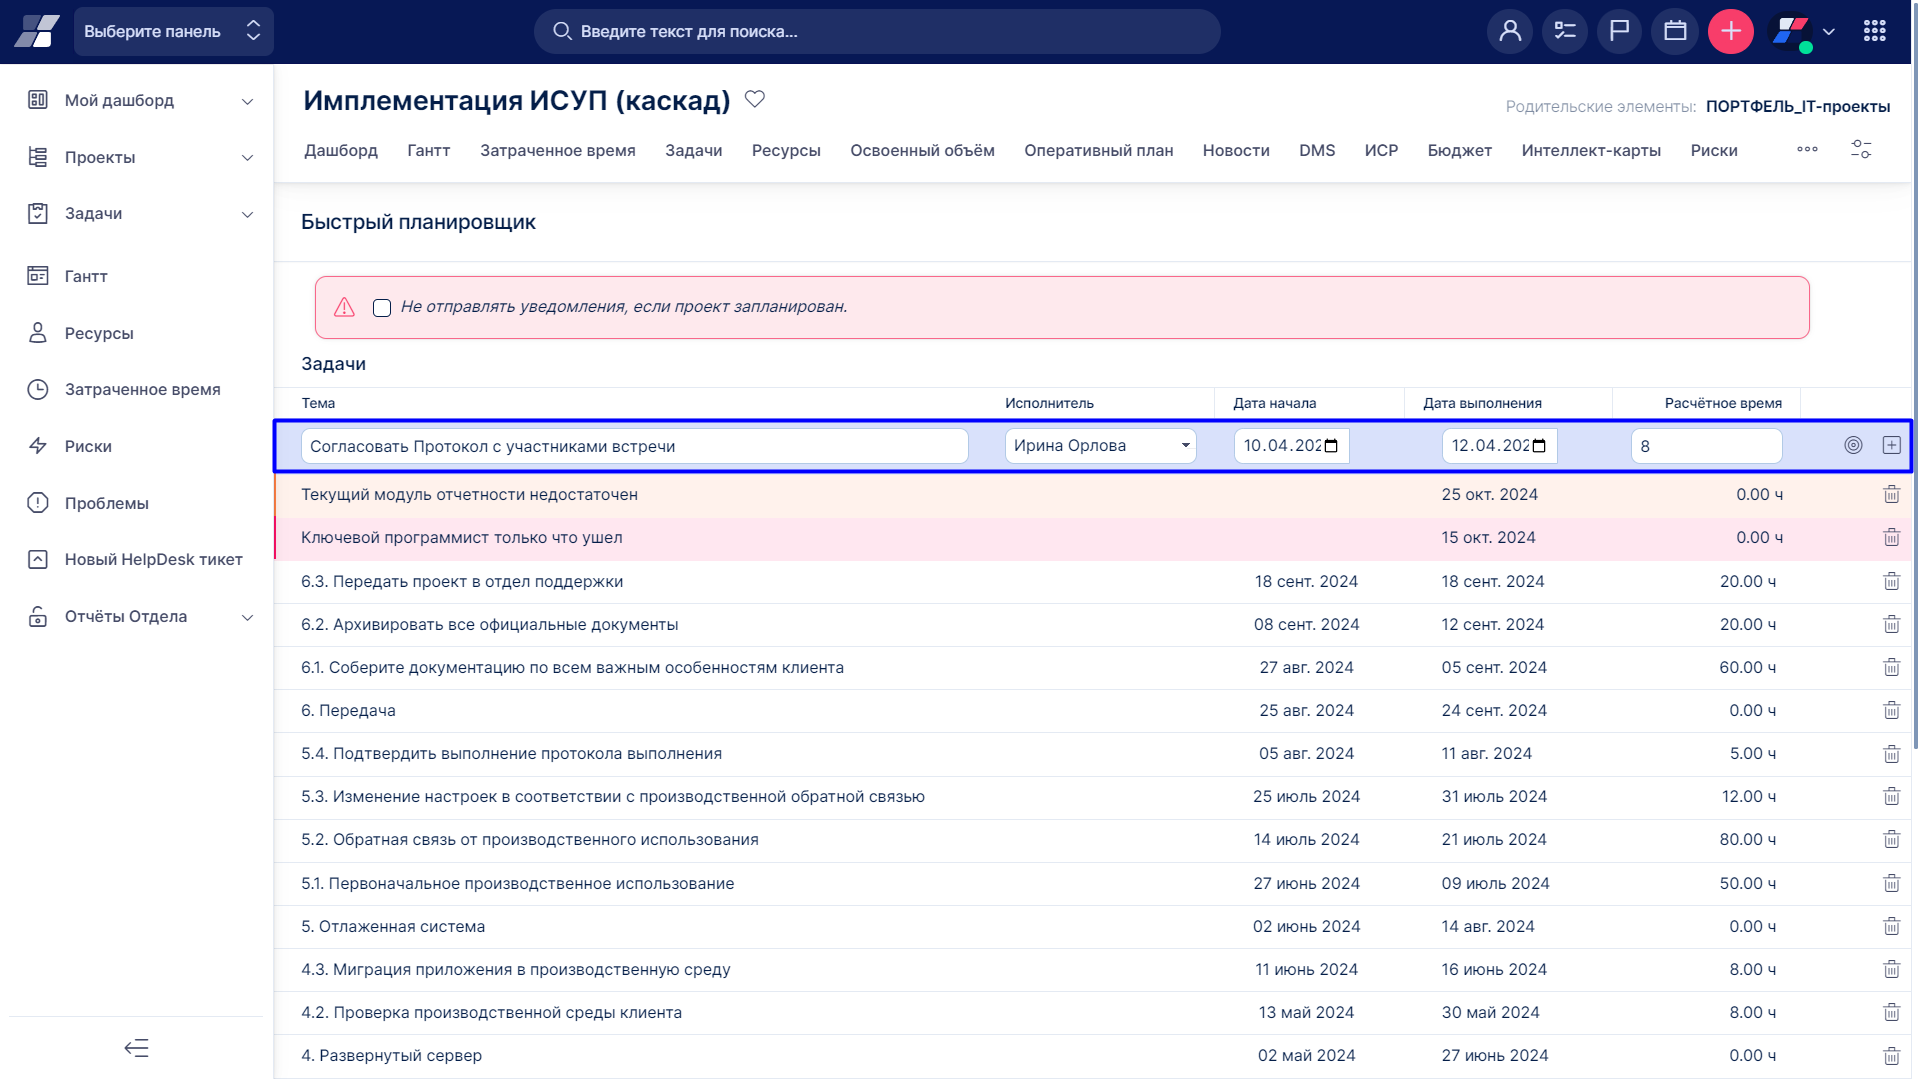 Выберите панель
Введите текст для поиска...
Мой дашборд
Проекты
Задачи
Гантт
Ресурсы
Затраченное время
Риски
Проблемы
Новый HelpDesk тикет
Отчёты Отдела
Имплементация ИСУП (каскад)
Родительские элементы: ПОРТФЕЛЬ_IT-проекты
Дашборд Гантт Затраченное время Задачи Ресурсы Освоенный объём Оперативный план Новости DMS ИСР Бюджет Интеллект-карты Риски
Быстрый планировщик
Не отправлять уведомления, если проект запланирован.
Задачи
Тема Исполнитель Дата начала Дата выполнения Расчётное время
Согласовать Протокол с участниками встречи Ирина Орлова 10.04.202 12.04.202 8
Текущий модуль отчетности недостаточен 25 окт. 2024 0.00 ч
Ключевой программист только что ушел 15 окт. 2024 0.00 ч
6.3. Передать проект в отдел поддержки 18 сент. 2024 18 сент. 2024 20.00 ч
6.2. Архивировать все официальные документы 08 сент. 2024 12 сент. 2024 20.00 ч
6.1. Соберите документацию по всем важным особенностям клиента 27 авг. 2024 05 сент. 2024 60.00 ч
6. Передача 25 авг. 2024 24 сент. 2024 0.00 ч
5.4. Подтвердить выполнение протокола выполнения 05 авг. 2024 11 авг. 2024 5.00 ч
5.3. Изменение настроек в соответствии с производственной обратной связью 25 июль 2024 31 июль 2024 12.00 ч
5.2. Обратная связь от производственного использования 14 июль 2024 21 июль 2024 80.00 ч
5.1. Первоначальное производственное использование 27 июнь 2024 09 июль 2024 50.00 ч
5. Отлаженная система 02 июнь 2024 14 авг. 2024 0.00 ч
4.3. Миграция приложения в производственную среду 11 июнь 2024 16 июнь 2024 8.00 ч
4.2. Проверка производственной среды клиента 13 май 2024 30 май 2024 8.00 ч
4. Развернутый сервер 02 май 2024 27 июнь 2024 0.00 ч